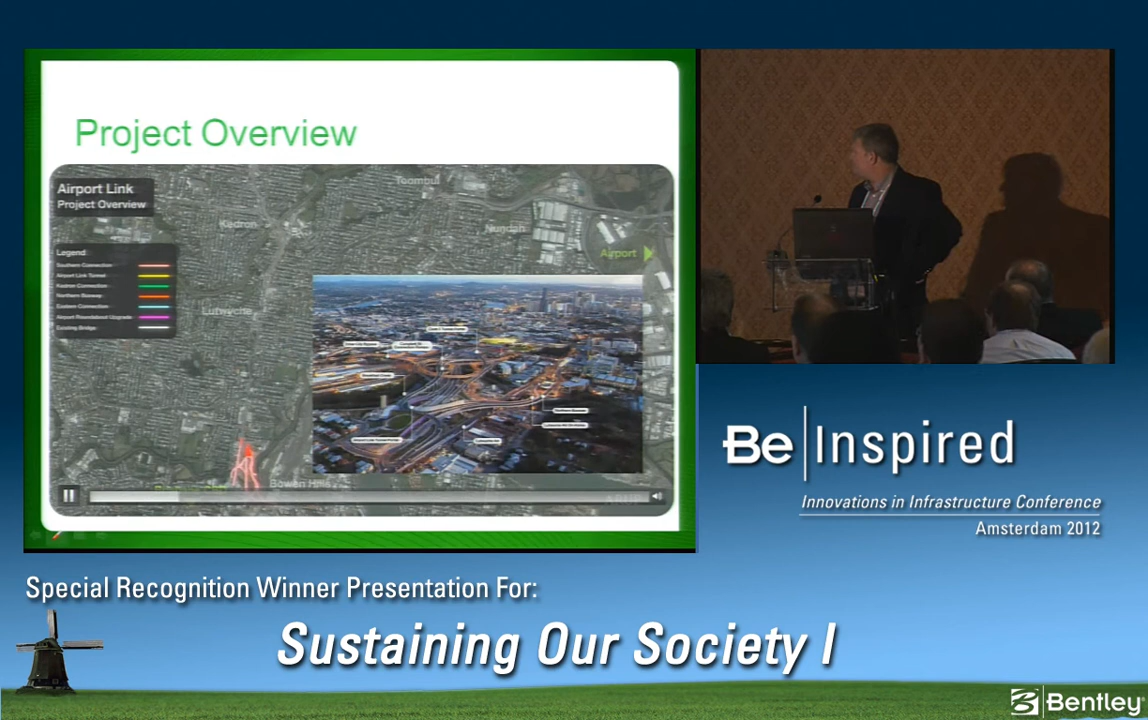 Project Overview
Airport Link
Project Overview
Toombul
Kedron
Nundah
Airport
Legend
Southern Connection
Airport Link Tunnel
Kedron Connection
Northern Busway
Eastern Connection
Airport Roundabout Upgrade
Existing Bridge
Lutwyche
Bowen Hills
Be Inspired
Innovations in Infrastructure Conference
Amsterdam 2012
Special Recognition Winner Presentation For:
Sustaining Our Society I
Bentley